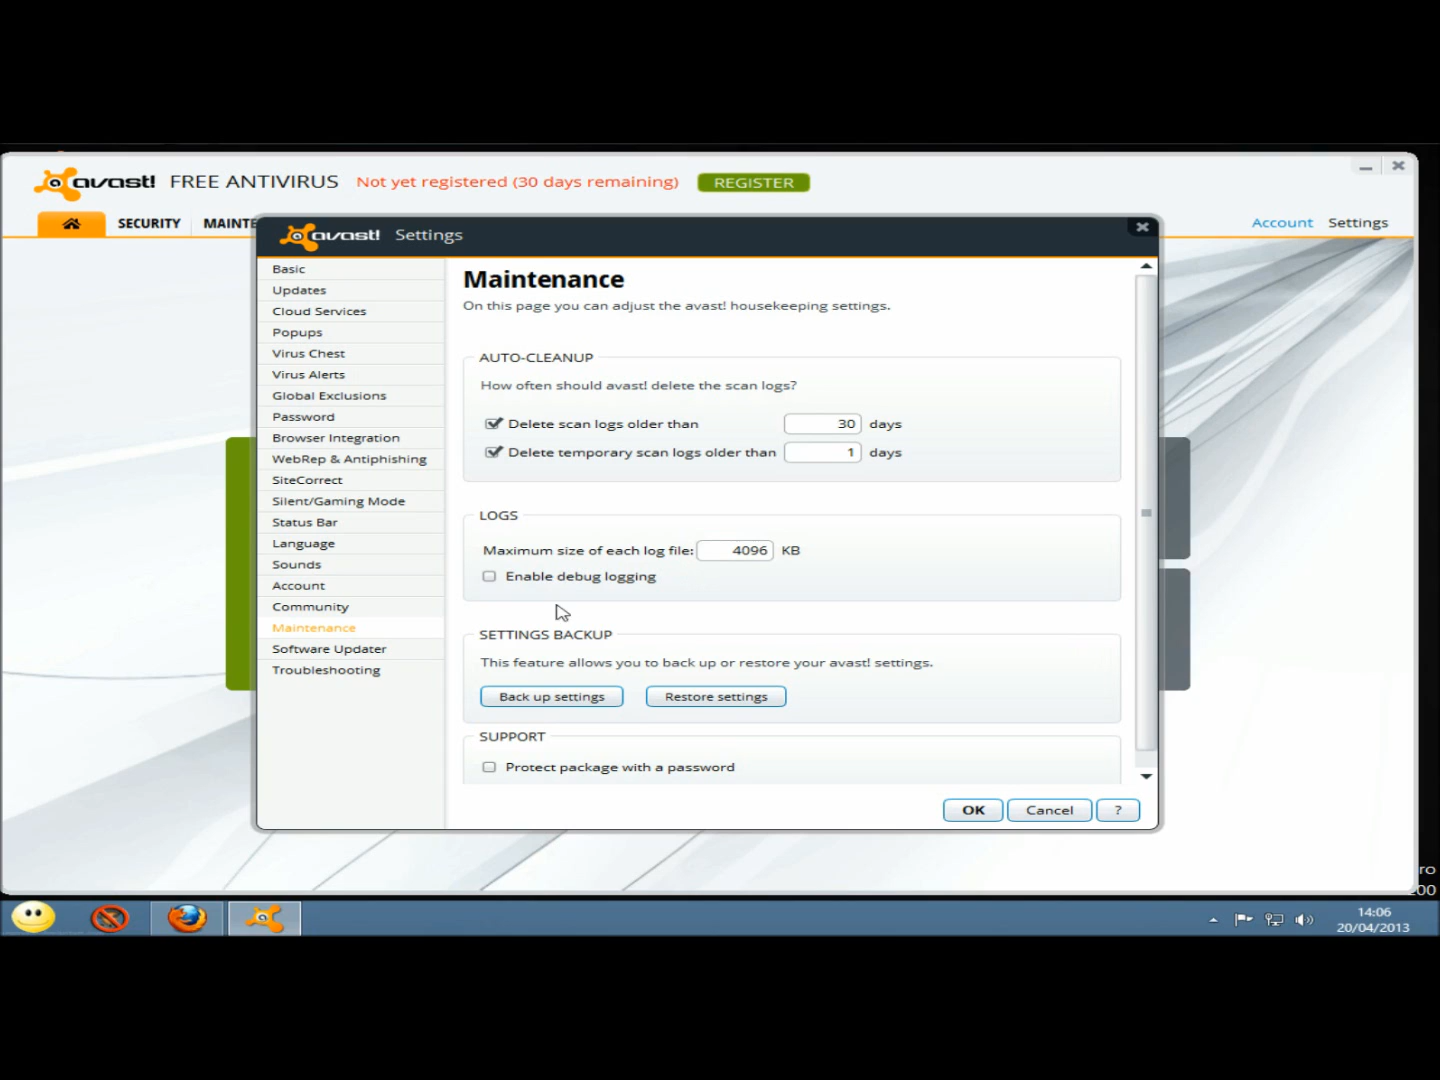 avast! FREE ANTIVIRUS Not yet registered (30 days remaining) REGISTER
SECURITY MAINTE Account Settings
avast! Settings
Basic
Updates
Cloud Services
Popups
Virus Chest
Virus Alerts
Global Exclusions
Password
Browser Integration
WebRep & Antiphishing
SiteCorrect
Silent/Gaming Mode
Status Bar
Language
Sounds
Account
Community
Maintenance
Software Updater
Troubleshooting
Maintenance
On this page you can adjust the avast! housekeeping settings.
AUTO-CLEANUP
How often should avast! delete the scan logs?
Delete scan logs older than 30 days
Delete temporary scan logs older than 1 days
LOGS
Maximum size of each log file: 4096 KB
Enable debug logging
SETTINGS BACKUP
This feature allows you to back up or restore your avast! settings.
Back up settings Restore settings
SUPPORT
Protect package with a password
OK Cancel ?
ro
00
14:06
20/04/2013